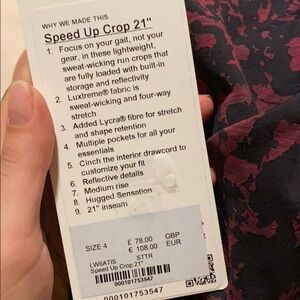 WHY WE MADE THIS
Speed Up Crop 21"
1. Focus on your gait, not your
gear, in these lightweight,
sweat-wicking run crops that
are fully loaded with built-in
storage and reflectivity
2. Luxtreme® fabric is
sweat-wicking and four-way
stretch
3. Added Lycra® fibre for stretch
and shape retention
4. Multiple pockets for all your
essentials
5. Cinch the interior drawcord to
customize your fit
6. Reflective details
7. Medium rise
8. Hugged Sensation
9. 21" inseam
SIZE 4
£ 78.00 GBP
€ 108.00 EUR
LW6ATIS STTR
Speed Up Crop 21"
000101753547
000101753547